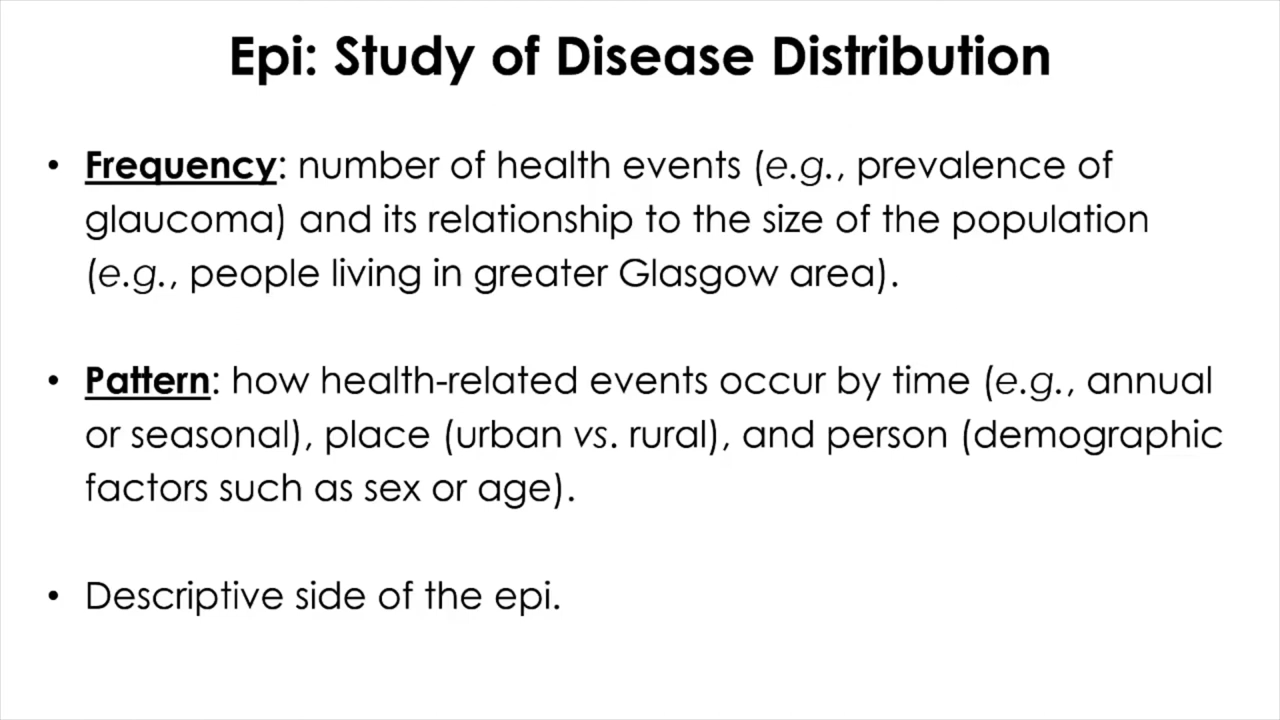 Epi: Study of Disease Distribution
• Frequency: number of health events (e.g., prevalence of
glaucoma) and its relationship to the size of the population
(e.g., people living in greater Glasgow area).
• Pattern: how health-related events occur by time (e.g., annual
or seasonal), place (urban vs. rural), and person (demographic
factors such as sex or age).
• Descriptive side of the epi.